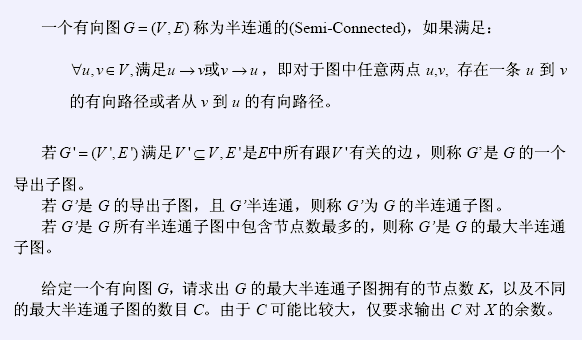 一个有向图 G = (V, E) 称为半连通的(Semi-Connected)，如果满足：
∀u,v∈V,满足u→v或v→u，即对于图中任意两点 u,v, 存在一条 u 到 v
的有向路径或者从 v 到 u 的有向路径。
若 G' = (V ', E ') 满足 V ' ⊆ V, E ' 是E中所有跟V ' 有关的边，则称 G'是 G 的一个
导出子图。
若 G'是 G 的导出子图，且 G'半连通，则称 G'为 G 的半连通子图。
若 G'是 G 所有半连通子图中包含节点数最多的，则称 G'是 G 的最大半连通
子图。
给定一个有向图 G，请求出 G 的最大半连通子图拥有的节点数 K，以及不同
的最大半连通子图的数目 C。由于 C 可能比较大，仅要求输出 C 对 X 的余数。